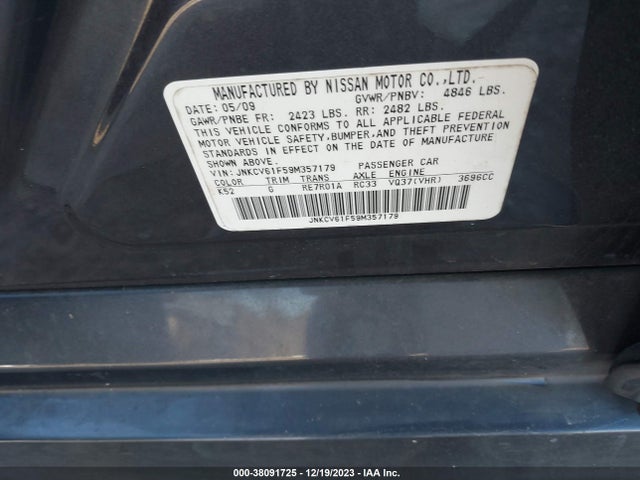 MANUFACTURED BY NISSAN MOTOR CO.,LTD.
DATE: 05/09 GVWR/PNBV: 4846 LBS.
GAWR/PNBE FR: 2423 LBS. RR: 2482 LBS.
THIS VEHICLE CONFORMS TO ALL APPLICABLE FEDERAL
MOTOR VEHICLE SAFETY,BUMPER,AND THEFT PREVENTION
STANDARDS IN EFFECT ON THE DATE OF MANUFACTURE
SHOWN ABOVE.
VIN: JNKCV61F59M357179 PASSENGER CAR
COLOR TRIM TRANS AXLE ENGINE
K52 G RE7R01A RC33 VQ37(VHR) 3696CC
JNKCV61F59M357179
000-38091725 - 12/19/2023 - IAA Inc.